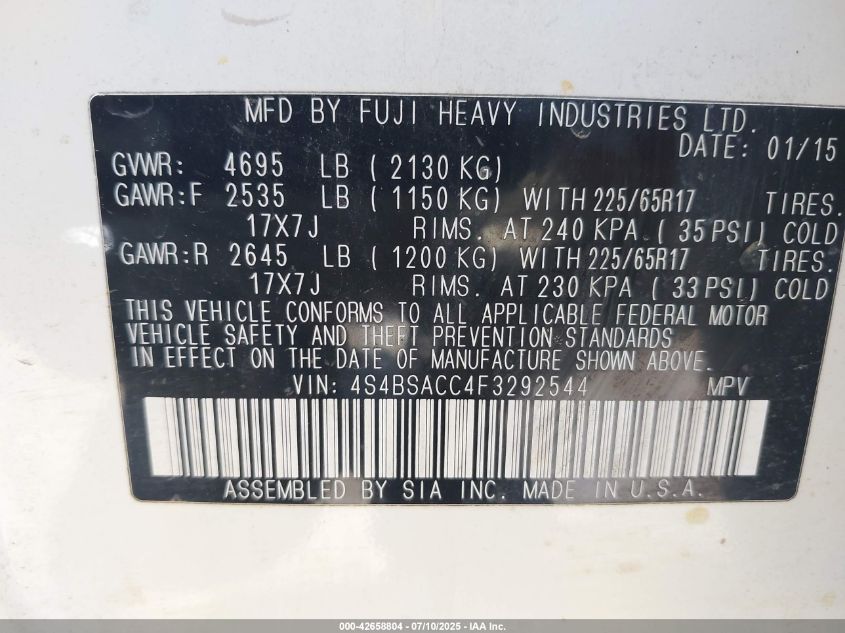 MFD BY FUJI HEAVY INDUSTRIES LTD.
DATE: 01/15
GVWR: 4695 LB ( 2130 KG)
GAWR:F 2535 LB ( 1150 KG) WITH 225/65R17 TIRES.
17X7J RIMS. AT 240 KPA ( 35 PSI) COLD
GAWR:R 2645 LB ( 1200 KG) WITH 225/65R17 TIRES.
17X7J RIMS. AT 230 KPA ( 33 PSI) COLD
THIS VEHICLE CONFORMS TO ALL APPLICABLE FEDERAL MOTOR
VEHICLE SAFETY AND THEFT PREVENTION STANDARDS
IN EFFECT ON THE DATE OF MANUFACTURE SHOWN ABOVE.
VIN: 4S4BSACC4F3292544 MPV
ASSEMBLED BY SIA INC. MADE IN U.S.A.
000-42658804 / 07/10/2025 - IAA Inc.